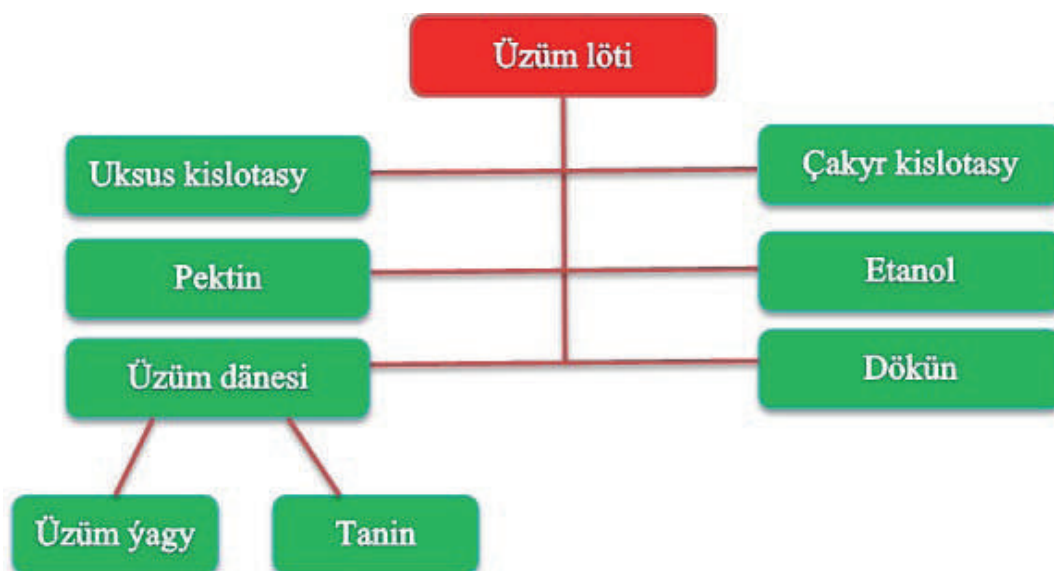 Üzüm löti
Uksus kislotasy
Çakyr kislotasy
Pektin
Etanol
Üzüm dänesi
Dökün
Üzüm ýagy
Tanin